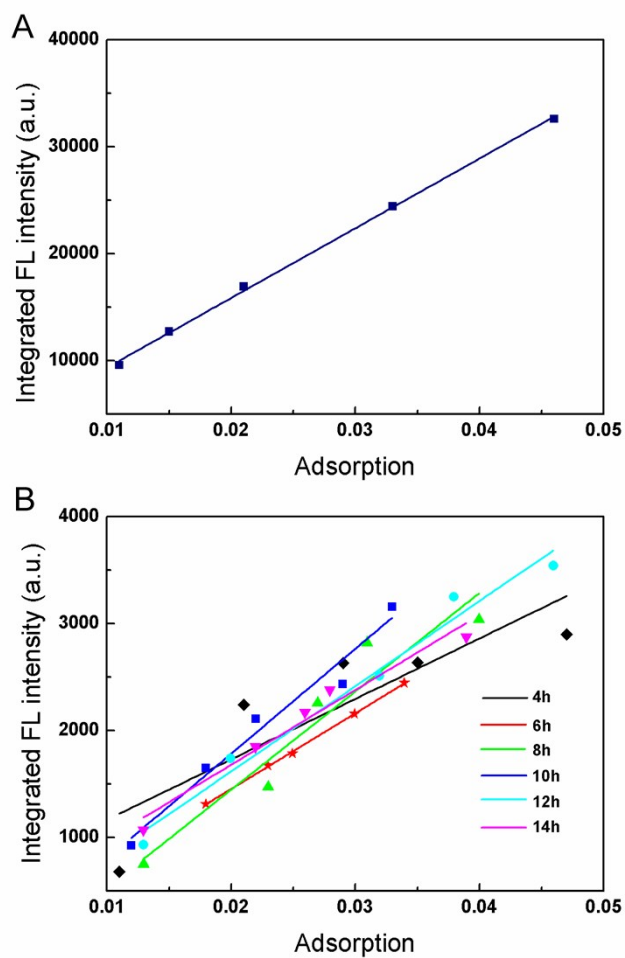 A
Integrated FL intensity (a.u.)
40000
30000
20000
10000
0.01 0.02 0.03 0.04 0.05
Adsorption
B
Integrated FL intensity (a.u.)
4000
3000
2000
1000
4h
6h
8h
10h
12h
14h
0.01 0.02 0.03 0.04 0.05
Adsorption